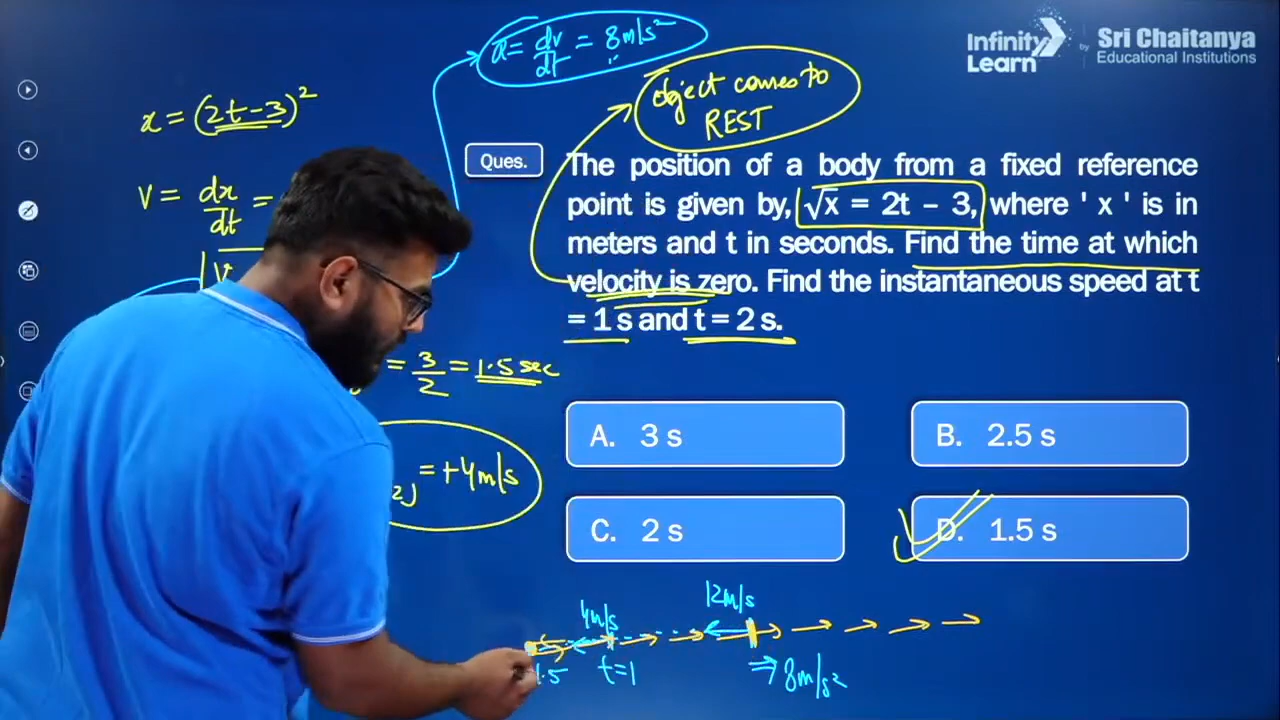 a = dv/dt = 8m/s²
object comes to
REST
Infinity
Learn
by
Sri Chaitanya
Educational Institutions
x = (2t-3)²
V = dx/dt =
Ques.
The position of a body from a fixed reference
point is given by, √x = 2t – 3, where ' x ' is in
meters and t in seconds. Find the time at which
velocity is zero. Find the instantaneous speed at t
= 1 s and t = 2 s.
= 3/2 = 1.5 sec
= +4m/s
A. 3 s
B. 2.5 s
C. 2 s
D. 1.5 s
4m/s
12m/s
1.5
t=1
⇒ 8m/s²